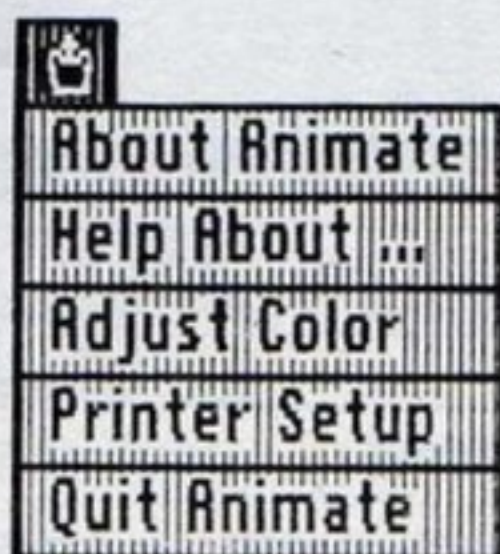 About Animate
Help About ...
Adjust Color
Printer Setup
Quit Animate